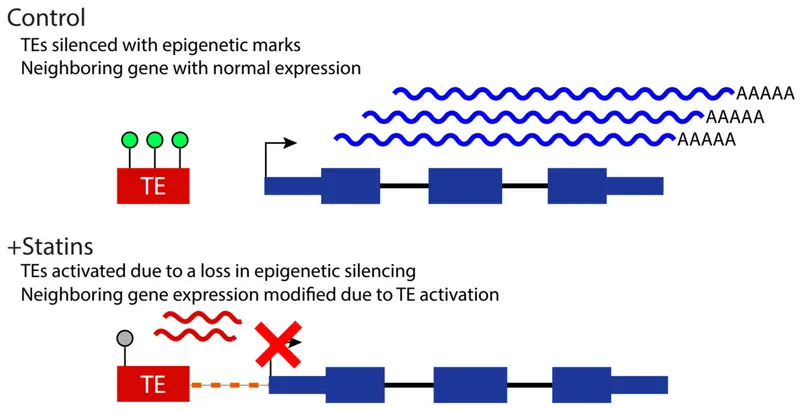 Control
TEs silenced with epigenetic marks
Neighboring gene with normal expression
AAAAA
AAAAA
AAAAA
TE
+Statins
TEs activated due to a loss in epigenetic silencing
Neighboring gene expression modified due to TE activation
TE